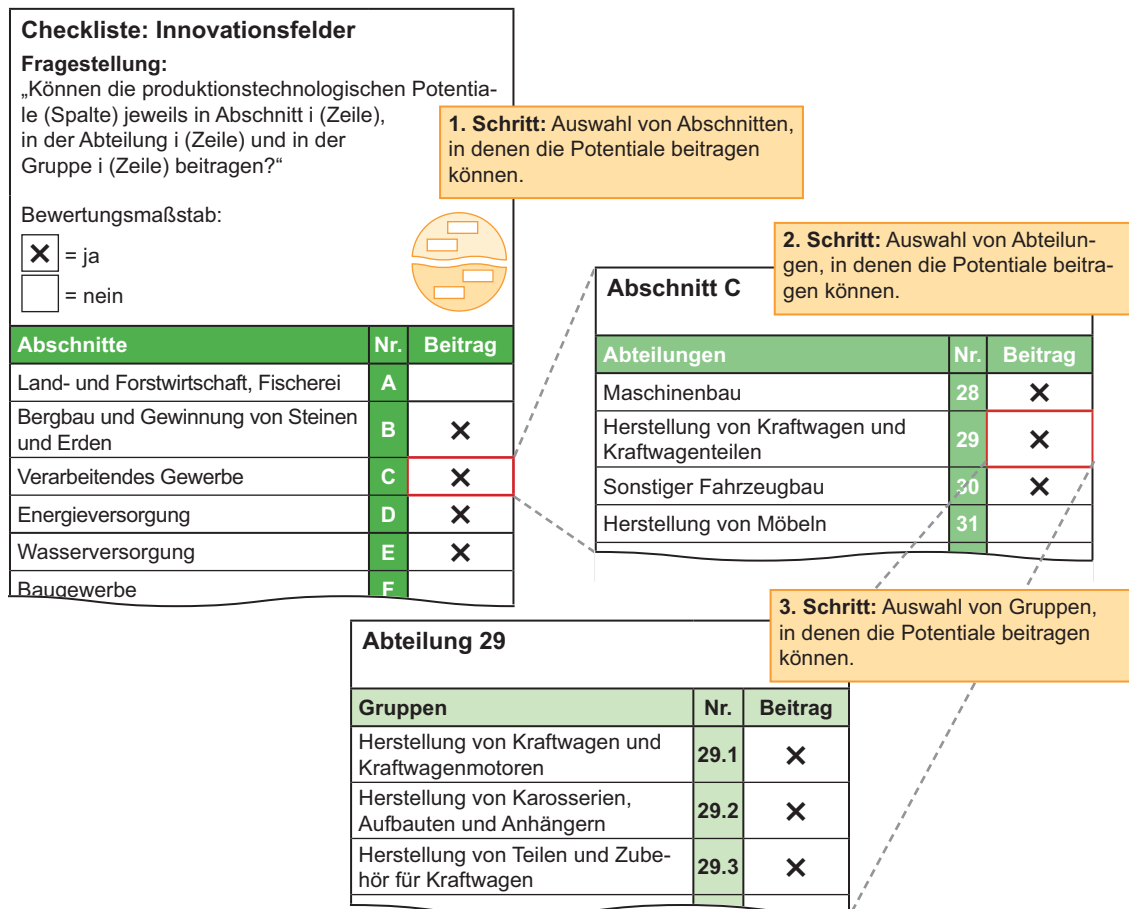 Checkliste: Innovationsfelder
Fragestellung:
„Können die produktionstechnologischen Potentia-
le (Spalte) jeweils in Abschnitt i (Zeile),
in der Abteilung i (Zeile) und in der
Gruppe i (Zeile) beitragen?“
Bewertungsmaßstab:
✕ = ja
= nein
1. Schritt: Auswahl von Abschnitten,
in denen die Potentiale beitragen
können.
Abschnitte Nr. Beitrag
Land- und Forstwirtschaft, Fischerei A
Bergbau und Gewinnung von Steinen
und Erden B ✕
Verarbeitendes Gewerbe C ✕
Energieversorgung D ✕
Wasserversorgung E ✕
Baugewerbe F
2. Schritt: Auswahl von Abteilun-
gen, in denen die Potentiale beitra-
gen können.
Abschnitt C
Abteilungen Nr. Beitrag
Maschinenbau 28 ✕
Herstellung von Kraftwagen und
Kraftwagenteilen 29 ✕
Sonstiger Fahrzeugbau 30 ✕
Herstellung von Möbeln 31
3. Schritt: Auswahl von Gruppen,
in denen die Potentiale beitragen
können.
Abteilung 29
Gruppen Nr. Beitrag
Herstellung von Kraftwagen und
Kraftwagenmotoren 29.1 ✕
Herstellung von Karosserien,
Aufbauten und Anhängern 29.2 ✕
Herstellung von Teilen und Zube-
hör für Kraftwagen 29.3 ✕